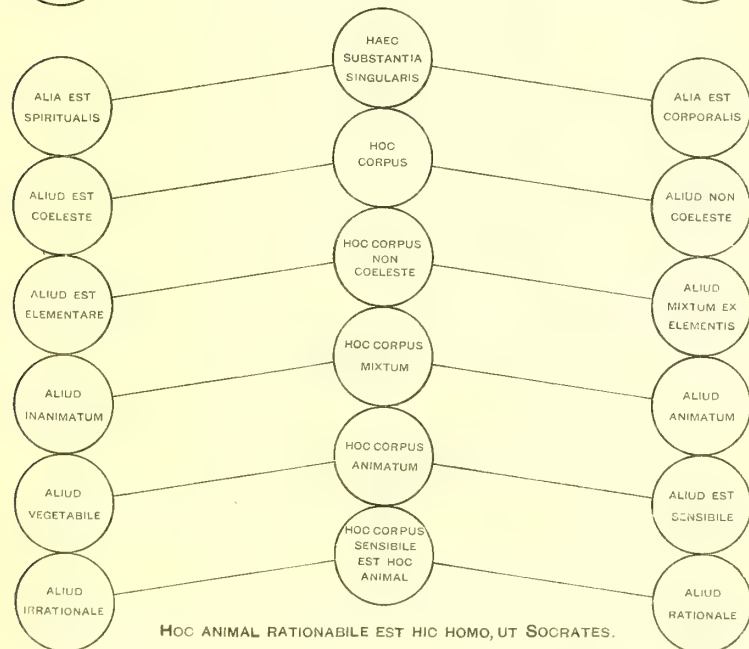 HAEC
SUBSTANTIA
SINGULARIS
ALIA EST
SPIRITUALIS
ALIA EST
CORPORALIS
HOC
CORPUS
ALIUD EST
COELESTE
ALIUD NON
COELESTE
HOC CORPUS
NON
COELESTE
ALIUD EST
ELEMENTARE
ALIUD
MIXTUM EX
ELEMENTIS
HOC CORPUS
MIXTUM
ALIUD
INANIMATUM
ALIUD
ANIMATUM
HOC CORPUS
ANIMATUM
ALIUD
VEGETABILE
ALIUD EST
SENSIBILE
HOC CORPUS
SENSIBILE
EST HOC
ANIMAL
ALIUD
IRRATIONALE
ALIUD
RATIONALE
HOC ANIMAL RATIONABILE EST HIC HOMO, UT SOCRATES.